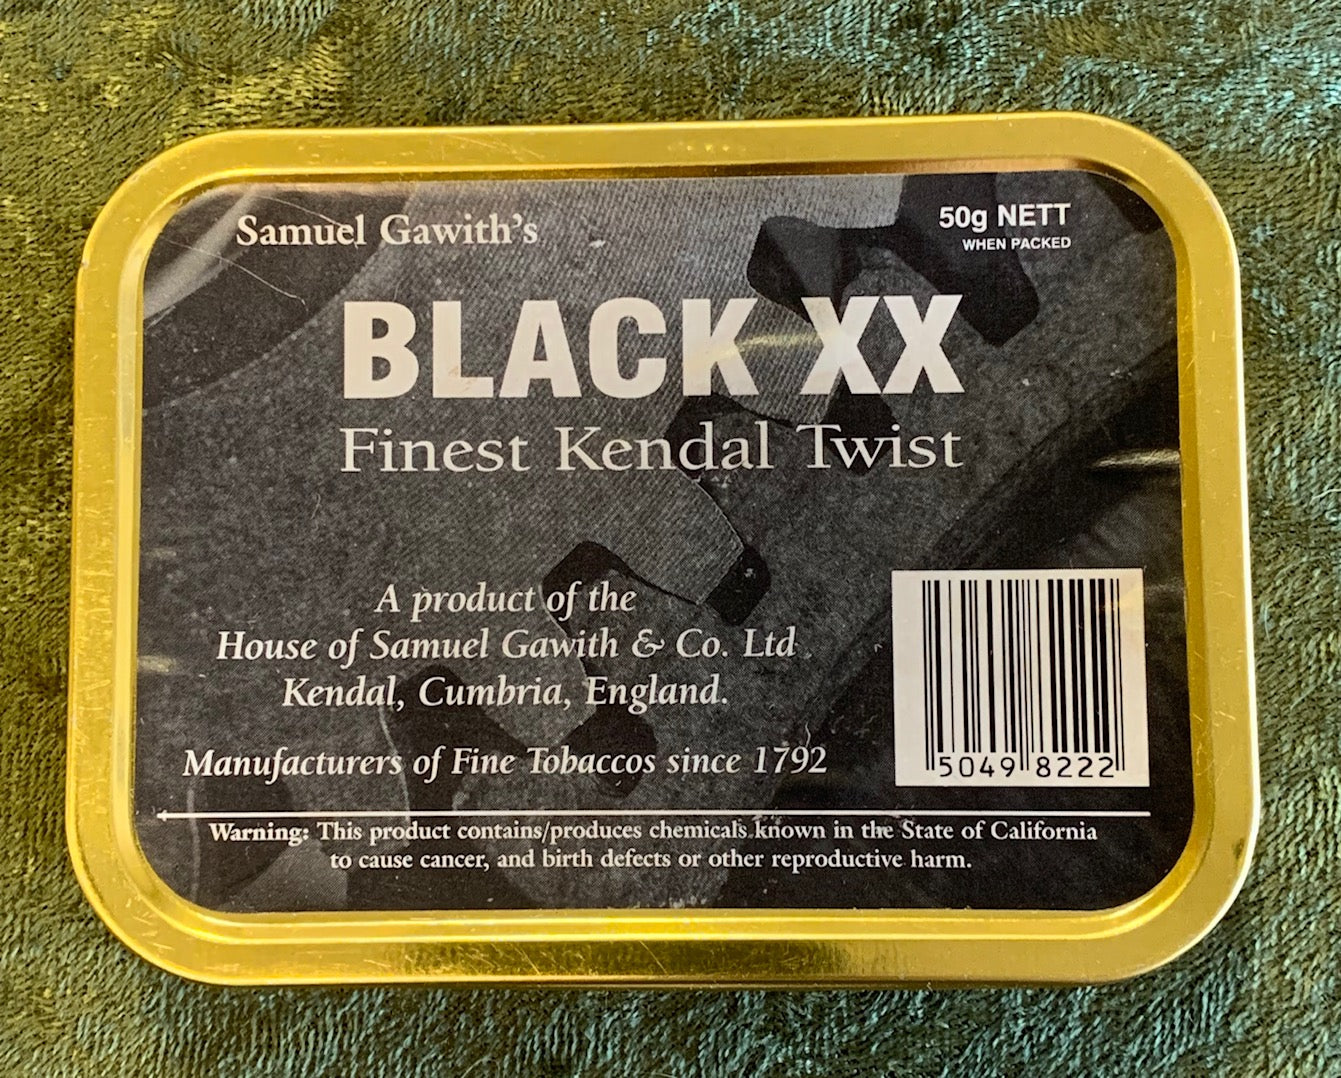 Samuel Gawith's
50g NETT
WHEN PACKED
BLACK XX
Finest Kendal Twist
A product of the
House of Samuel Gawith & Co. Ltd
Kendal, Cumbria, England.
Manufacturers of Fine Tobaccos since 1792
5049 8222
Warning: This product contains/produces chemicals known in the State of California
to cause cancer, and birth defects or other reproductive harm.